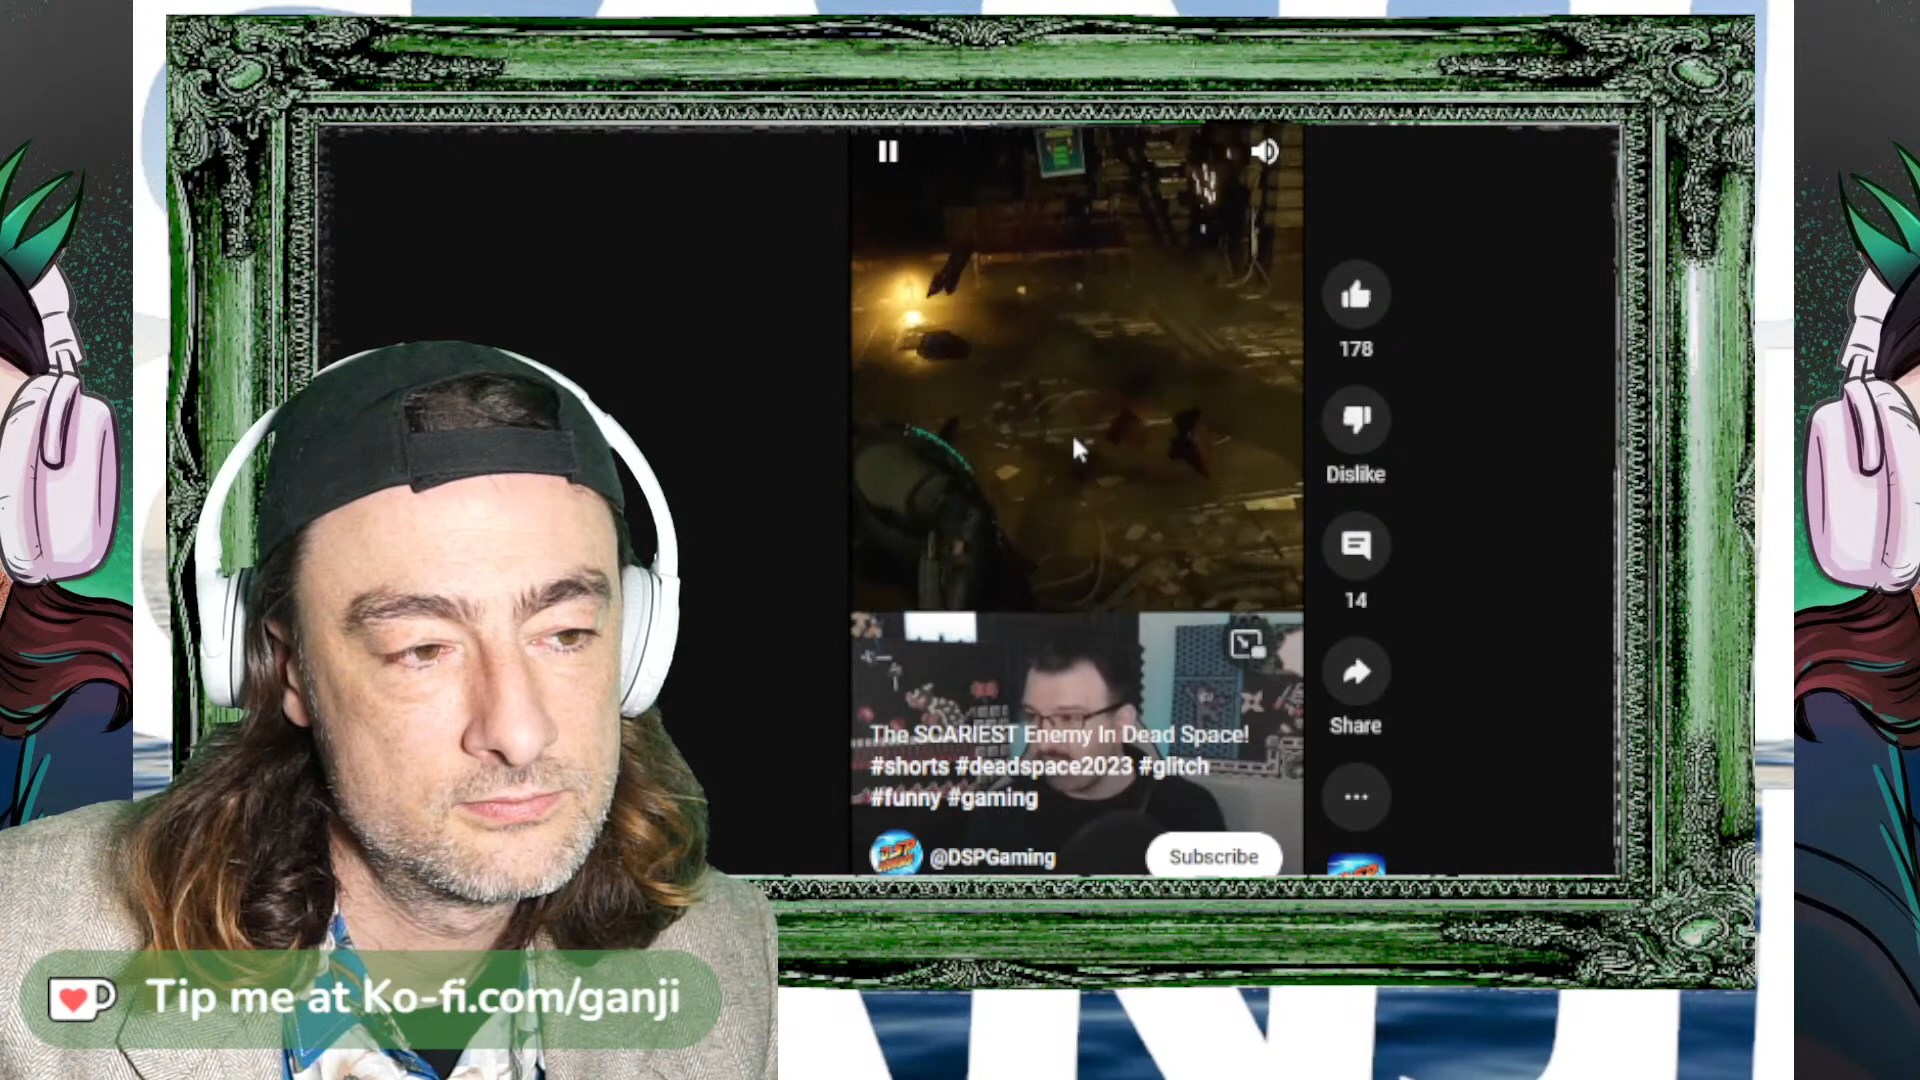 178
Dislike
14
Share
The SCARIEST Enemy In Dead Space!
#shorts #deadspace2023 #glitch
#funny #gaming
DSP
@DSPGaming
Subscribe
Tip me at Ko-fi.com/ganji